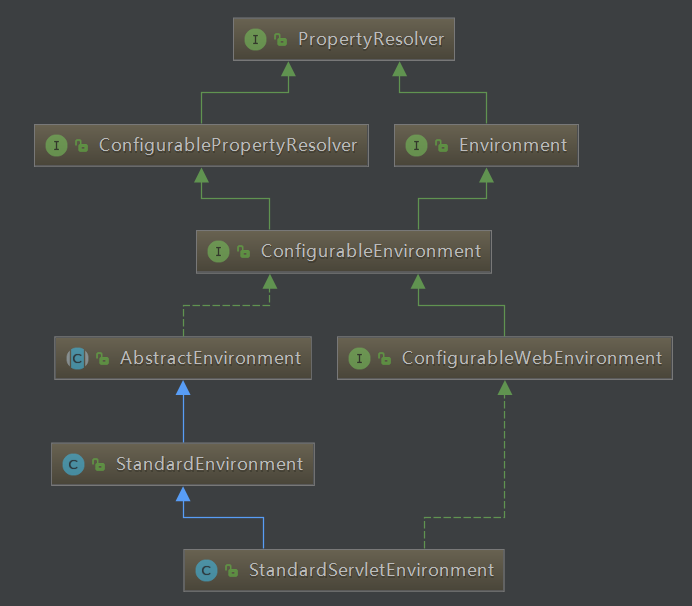 I PropertyResolver
I ConfigurablePropertyResolver
I Environment
I ConfigurableEnvironment
C AbstractEnvironment
I ConfigurableWebEnvironment
C StandardEnvironment
C StandardServletEnvironment